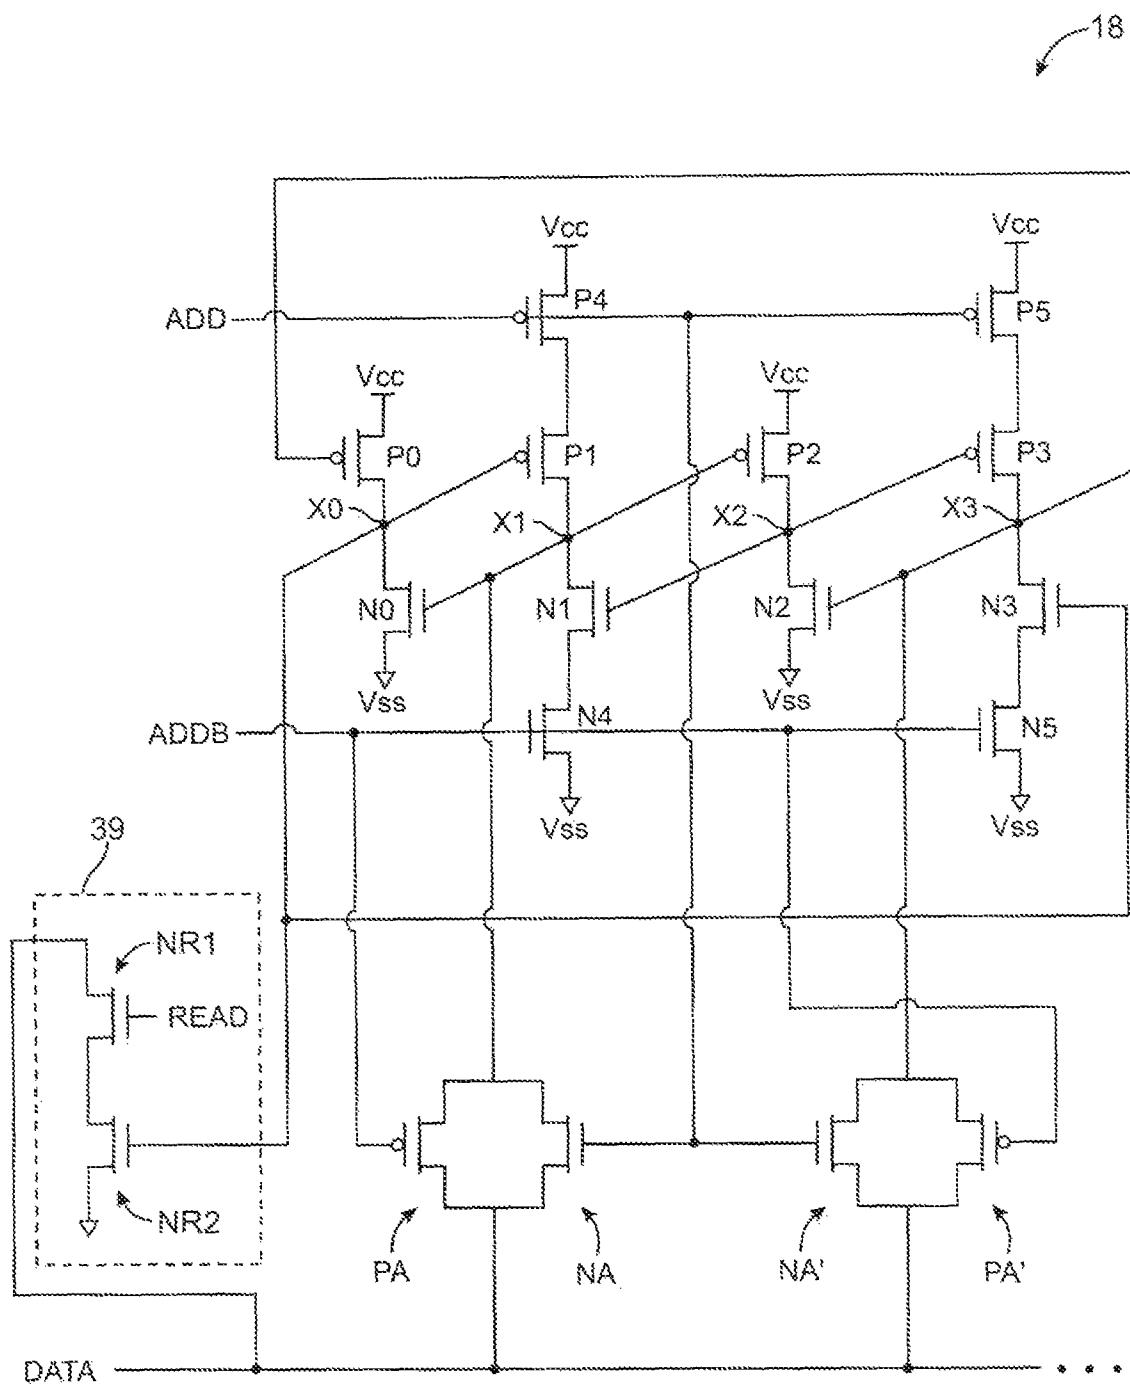 18
Vcc
Vcc
ADD
P4
P5
Vcc
Vcc
P0
P1
P2
P3
X0
X1
X2
X3
N0
N1
N2
N3
Vss
Vss
ADDB
N4
N5
Vss
Vss
39
NR1
READ
NR2
PA
NA
NA'
PA'
DATA